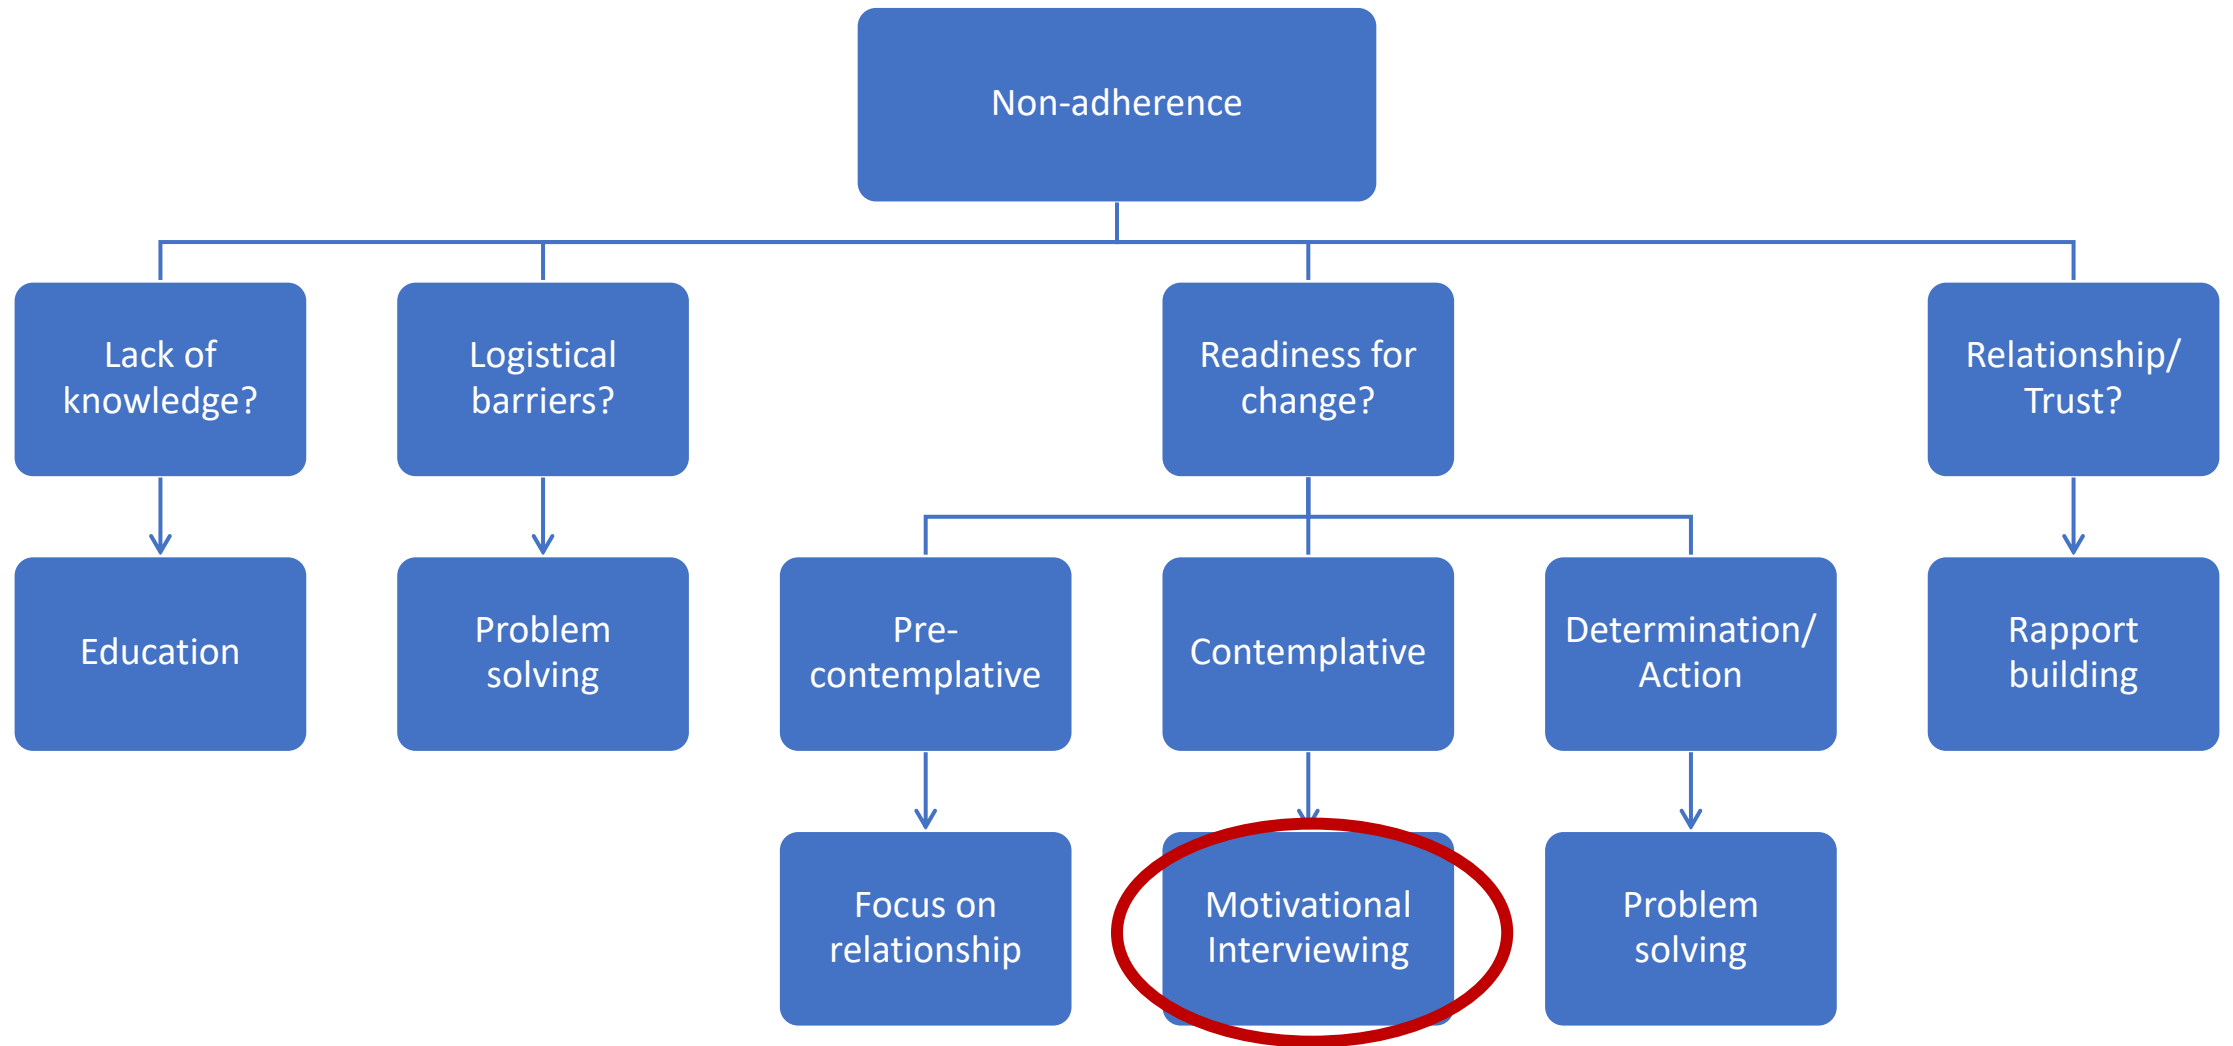 Non-adherence
Lack of
knowledge?
Logistical
barriers?
Readiness for
change?
Relationship/
Trust?
Education
Problem
solving
Pre-
contemplative
Contemplative
Determination/
Action
Rapport
building
Focus on
relationship
Motivational
Interviewing
Problem
solving